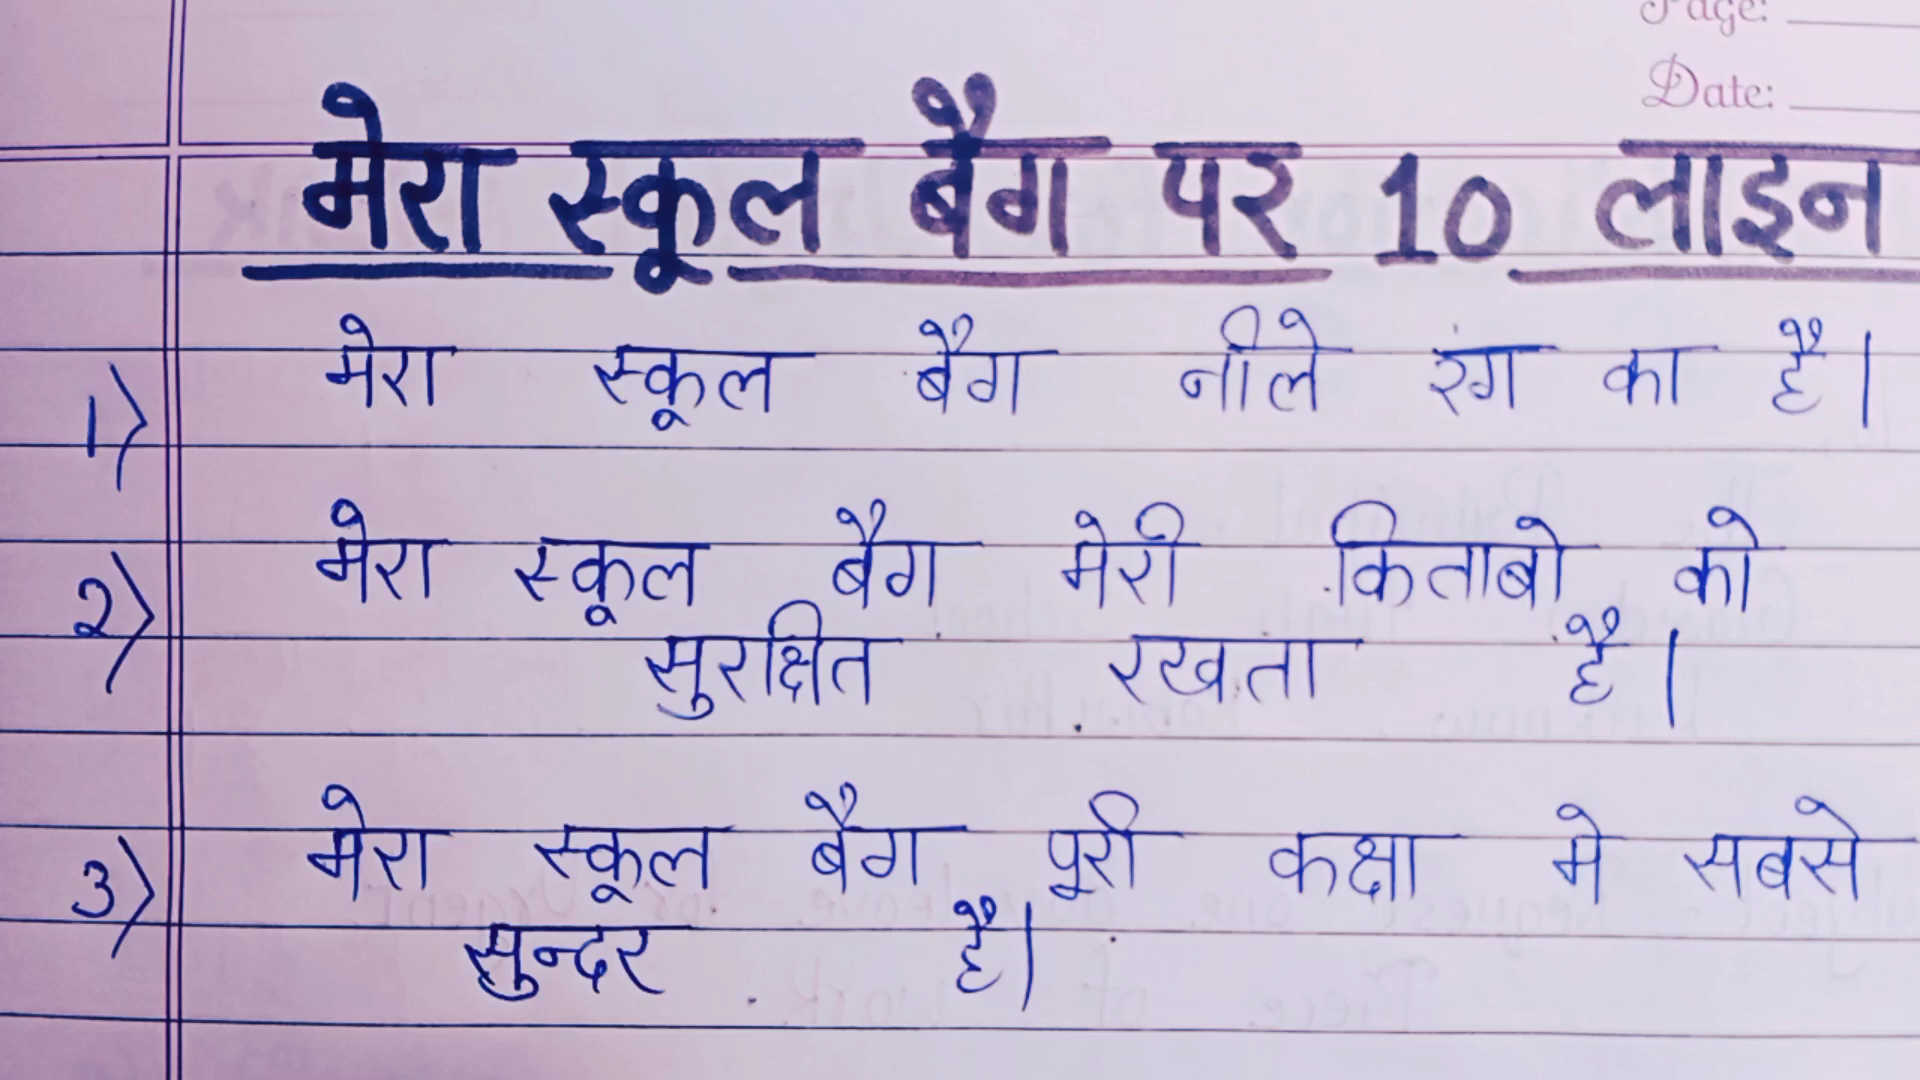 Page:
Date:
मेरा स्कूल बैग पर 10 लाइन
1) मेरा स्कूल बैग नीले रंग का है।
2) मेरा स्कूल बैग मेरी किताबो को
सुरक्षित रखता है।
3) मेरा स्कूल बैग पूरी कक्षा मे सबसे
सुन्दर है।